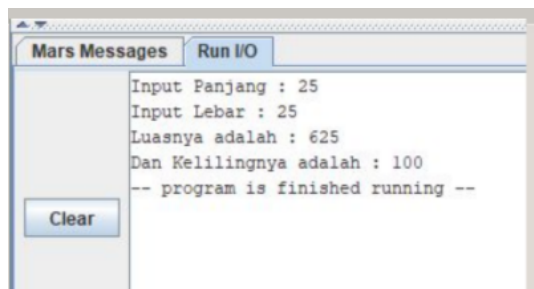 Mars Messages Run I/O
Input Panjang : 25
Input Lebar : 25
Luasnya adalah : 625
Dan Kelilingnya adalah : 100
-- program is finished running --
Clear